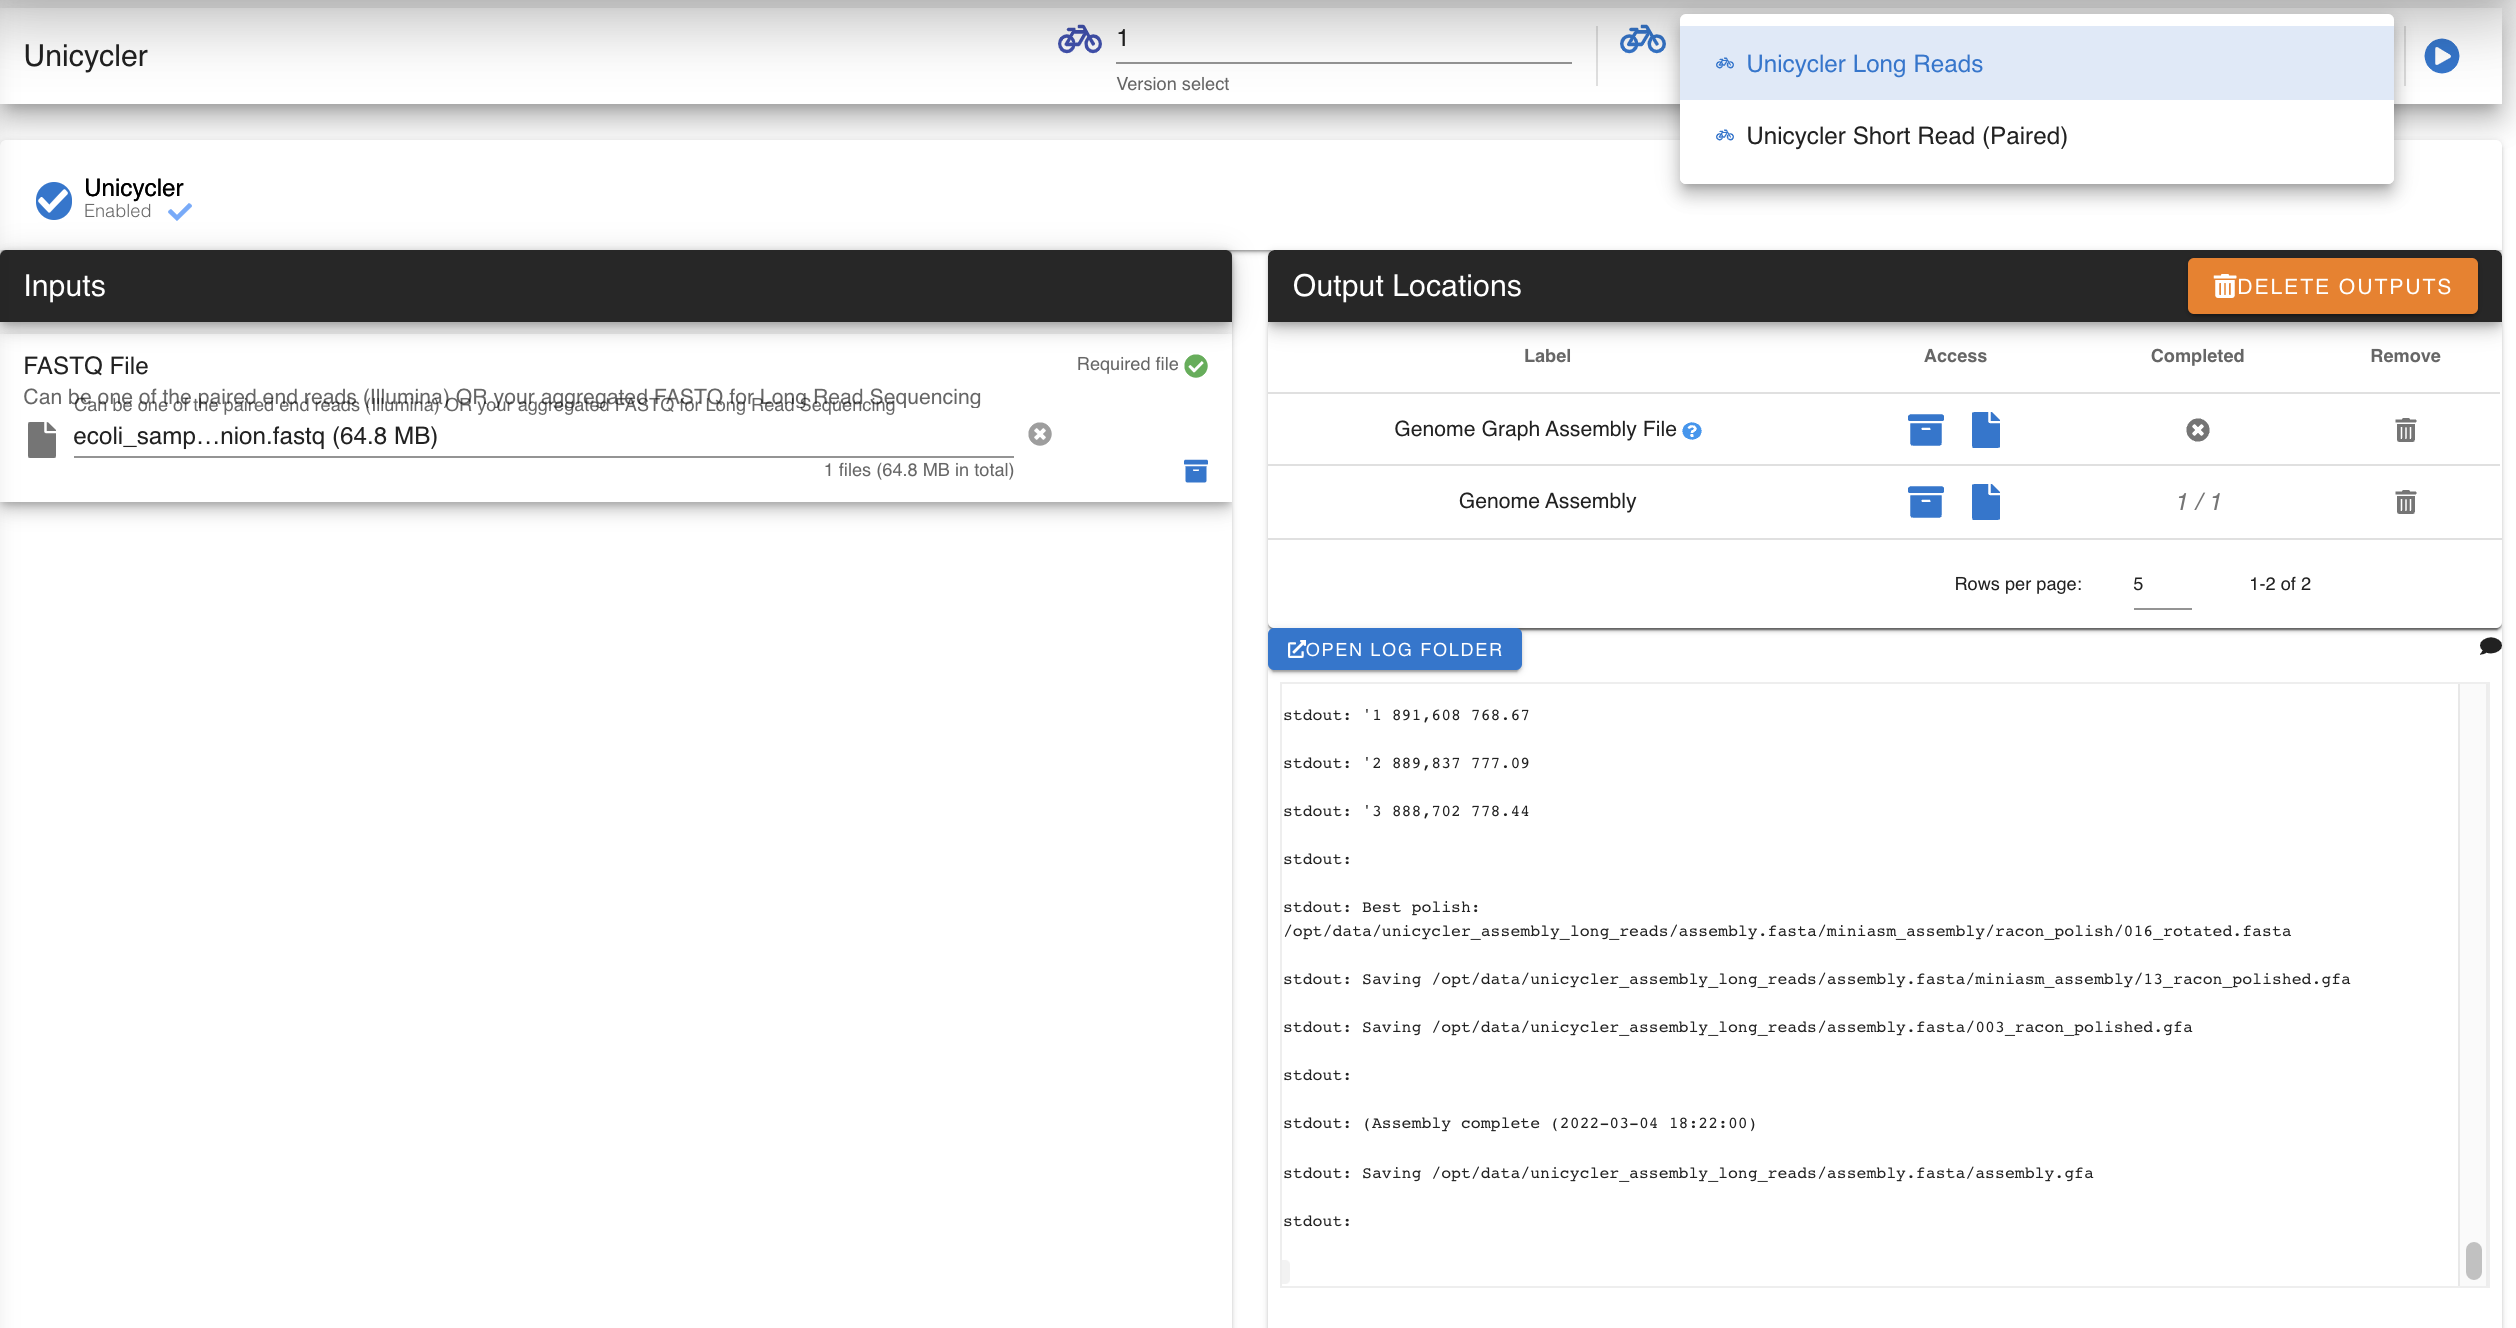 Unicycler
1
Version select
Unicycler Long Reads
Unicycler Short Read (Paired)
Unicycler
Enabled
Inputs
FASTQ File
Required file
Can be one of the paired end reads (Illumina) OR your aggregated FASTQ for Long Read Sequencing
Can be one of the paired end reads (Illumina) OR your aggregated FASTQ for Long Read Sequencing
ecoli_samp…nion.fastq (64.8 MB)
1 files (64.8 MB in total)
Output Locations
DELETE OUTPUTS
Label Access Completed Remove
Genome Graph Assembly File
Genome Assembly 1 / 1
Rows per page: 5 1-2 of 2
OPEN LOG FOLDER
stdout: '1 891,608 768.67
stdout: '2 889,837 777.09
stdout: '3 888,702 778.44
stdout:
stdout: Best polish:
/opt/data/unicycler_assembly_long_reads/assembly.fasta/miniasm_assembly/racon_polish/016_rotated.fasta
stdout: Saving /opt/data/unicycler_assembly_long_reads/assembly.fasta/miniasm_assembly/13_racon_polished.gfa
stdout: Saving /opt/data/unicycler_assembly_long_reads/assembly.fasta/003_racon_polished.gfa
stdout:
stdout: (Assembly complete (2022-03-04 18:22:00)
stdout: Saving /opt/data/unicycler_assembly_long_reads/assembly.fasta/assembly.gfa
stdout: